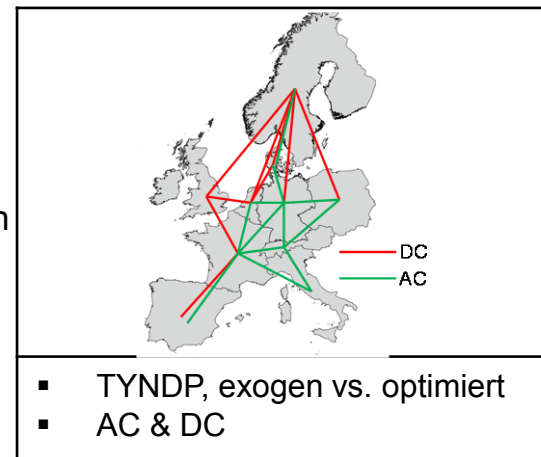 n
DC
AC
▪ TYNDP, exogen vs. optimiert
▪ AC & DC